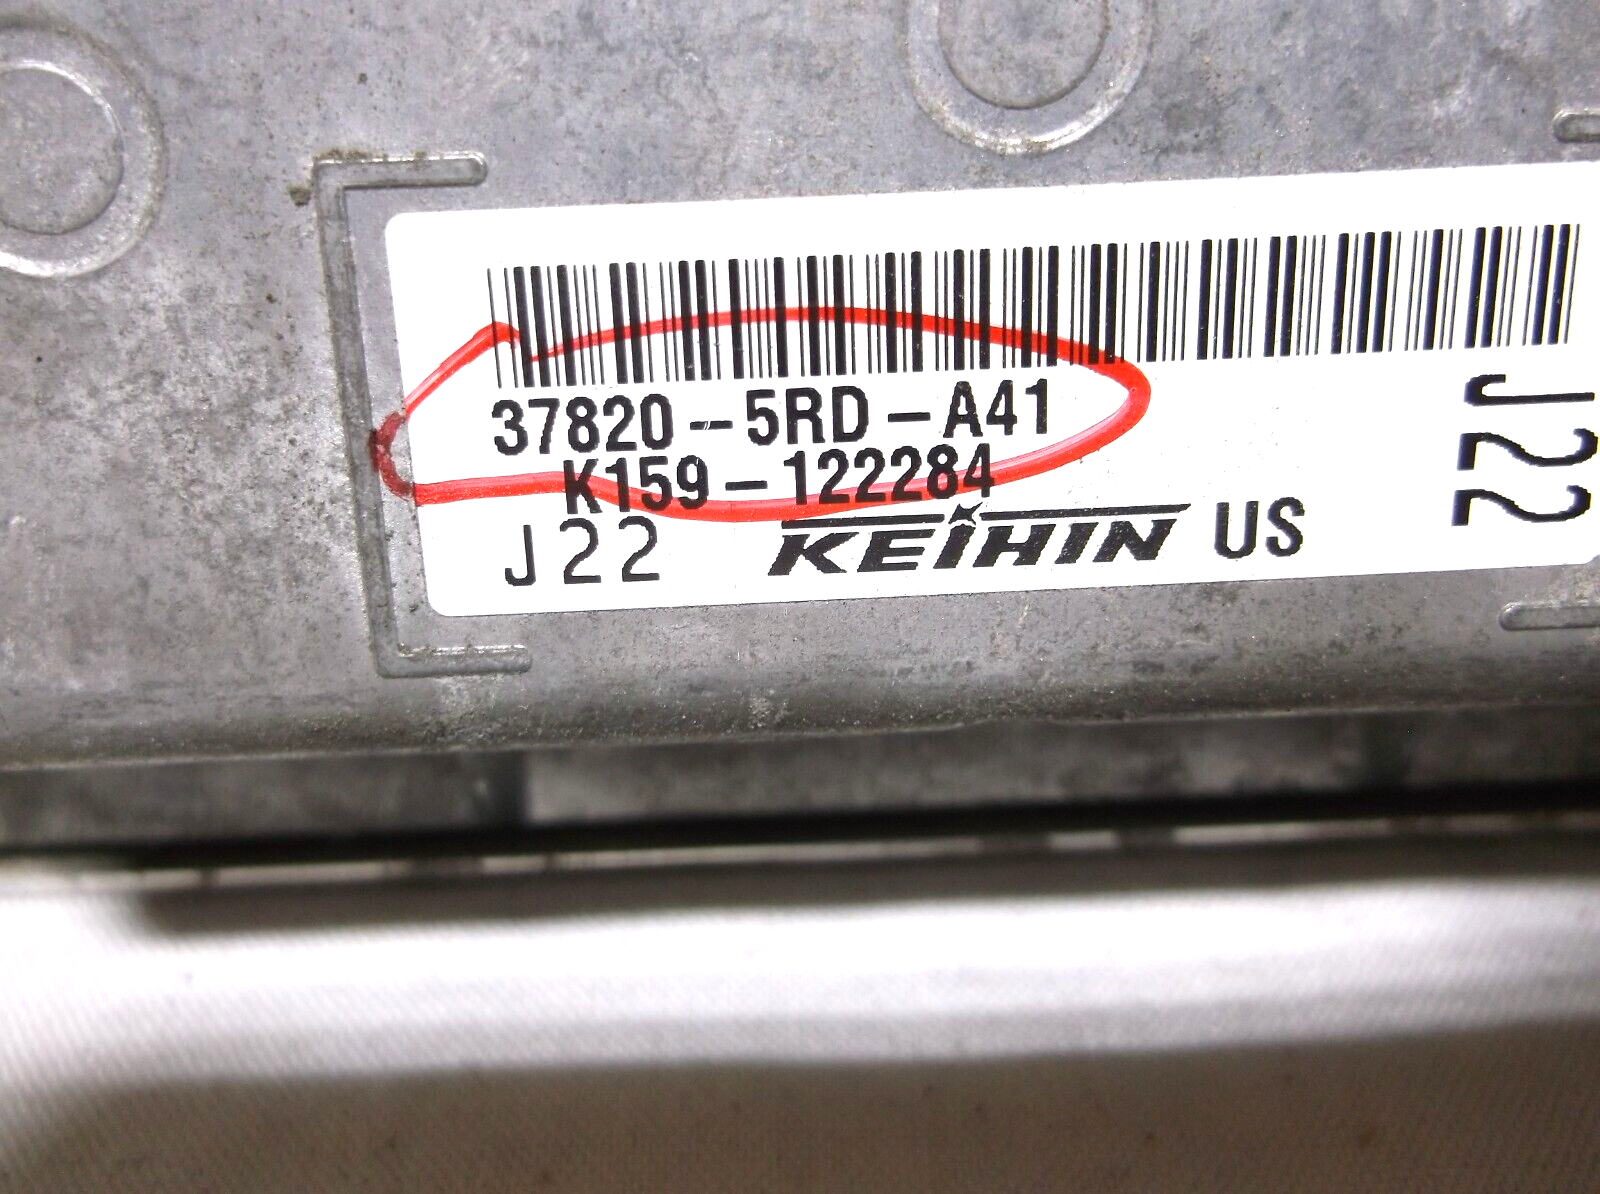 37820-5RD-A41
K159-122284
J22 KEIHIN US
J22